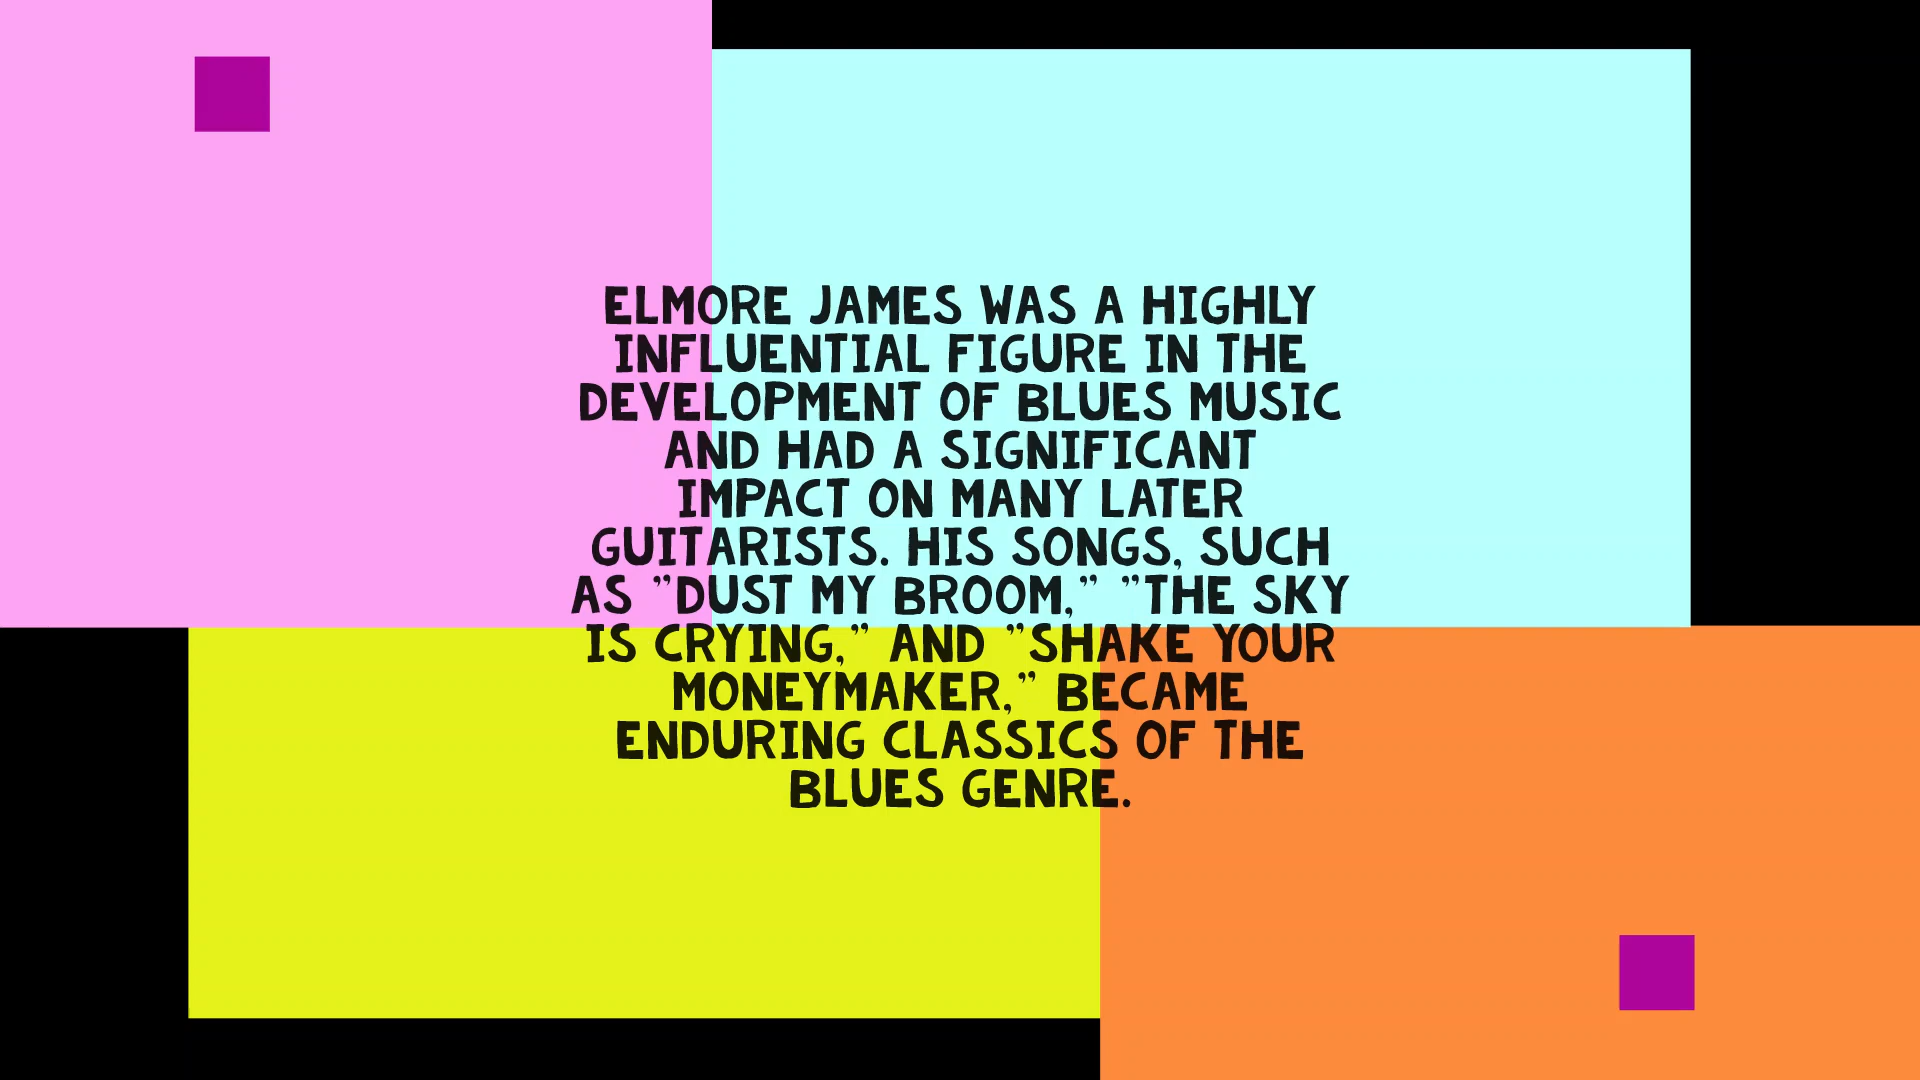 ELMORE JAMES WAS A HIGHLY
INFLUENTIAL FIGURE IN THE
DEVELOPMENT OF BLUES MUSIC
AND HAD A SIGNIFICANT
IMPACT ON MANY LATER
GUITARISTS. HIS SONGS, SUCH
AS "DUST MY BROOM," "THE SKY
IS CRYING," AND "SHAKE YOUR
MONEYMAKER," BECAME
ENDURING CLASSICS OF THE
BLUES GENRE.